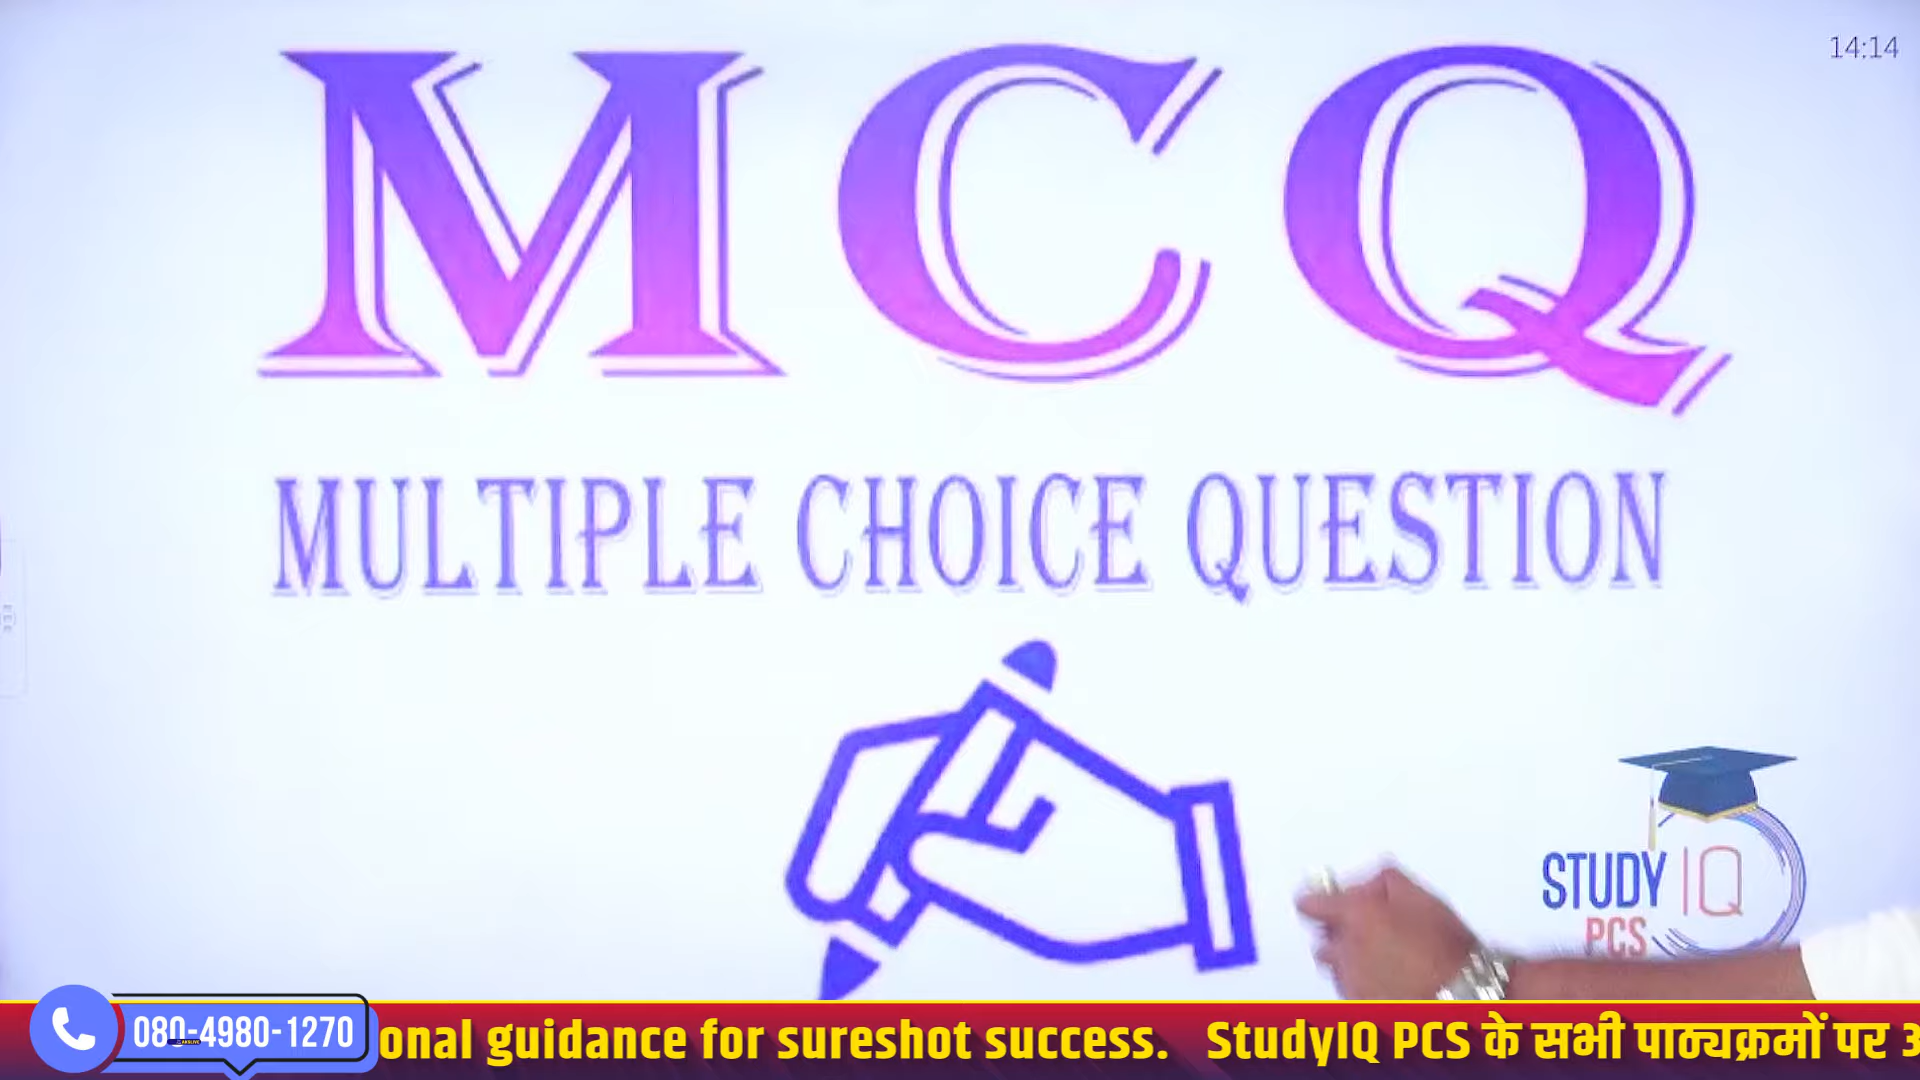 14:14
MCQ
MULTIPLE CHOICE QUESTION
STUDY IQ
PCS
080-4980-1270
onal guidance for sureshot success. StudyIQ PCS के सभी पाठ्यक्रमों पर